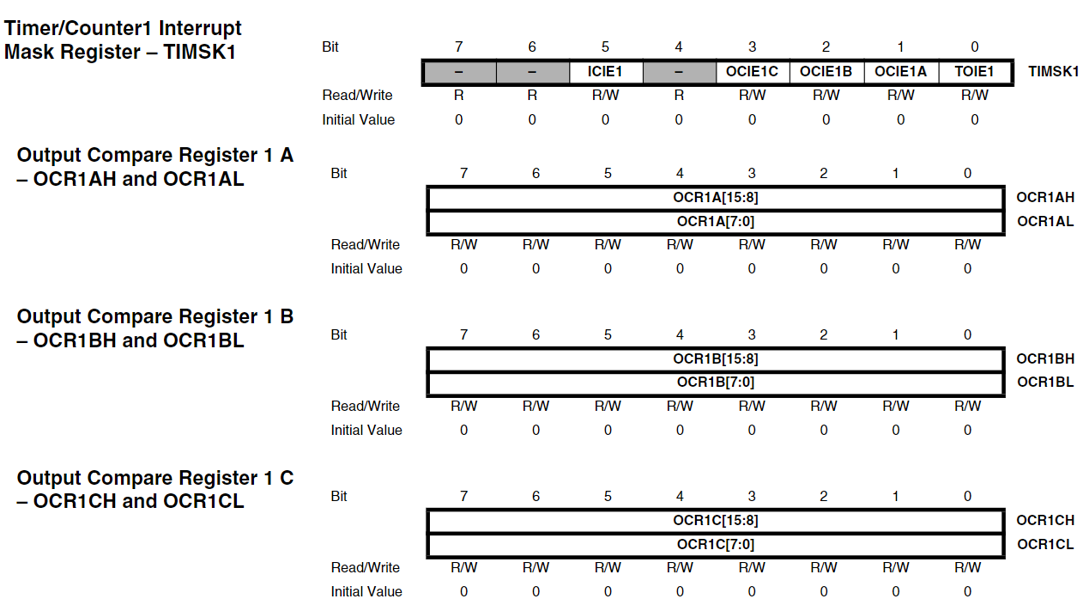 Timer/Counter1 Interrupt
Mask Register – TIMSK1
Bit 7 6 5 4 3 2 1 0
– – ICIE1 – OCIE1C OCIE1B OCIE1A TOIE1 TIMSK1
Read/Write R R R/W R R/W R/W R/W R/W
Initial Value 0 0 0 0 0 0 0 0
Output Compare Register 1 A
– OCR1AH and OCR1AL
Bit 7 6 5 4 3 2 1 0
OCR1A[15:8] OCR1AH
OCR1A[7:0] OCR1AL
Read/Write R/W R/W R/W R/W R/W R/W R/W R/W
Initial Value 0 0 0 0 0 0 0 0
Output Compare Register 1 B
– OCR1BH and OCR1BL
Bit 7 6 5 4 3 2 1 0
OCR1B[15:8] OCR1BH
OCR1B[7:0] OCR1BL
Read/Write R/W R/W R/W R/W R/W R/W R/W R/W
Initial Value 0 0 0 0 0 0 0 0
Output Compare Register 1 C
– OCR1CH and OCR1CL
Bit 7 6 5 4 3 2 1 0
OCR1C[15:8] OCR1CH
OCR1C[7:0] OCR1CL
Read/Write R/W R/W R/W R/W R/W R/W R/W R/W
Initial Value 0 0 0 0 0 0 0 0